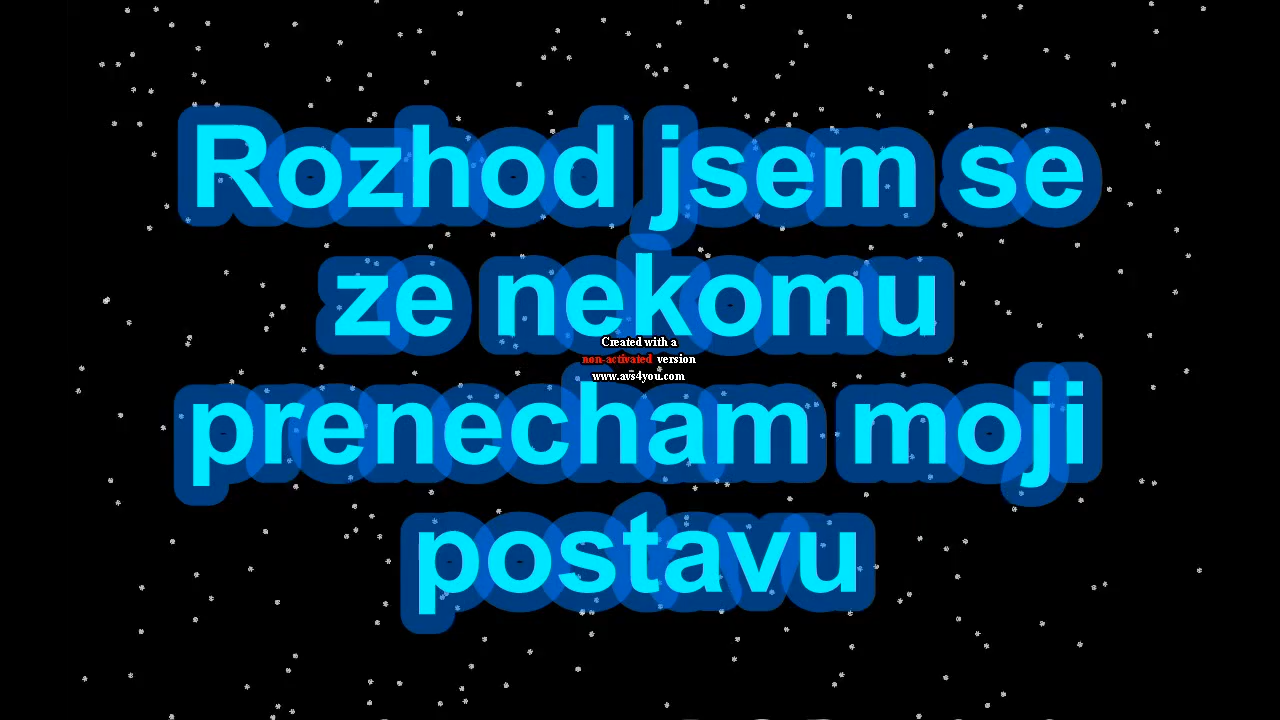 Rozhod jsem se
ze nekomu
Created with a
non-activated version
www.avs4you.com
prenecham moji
postavu